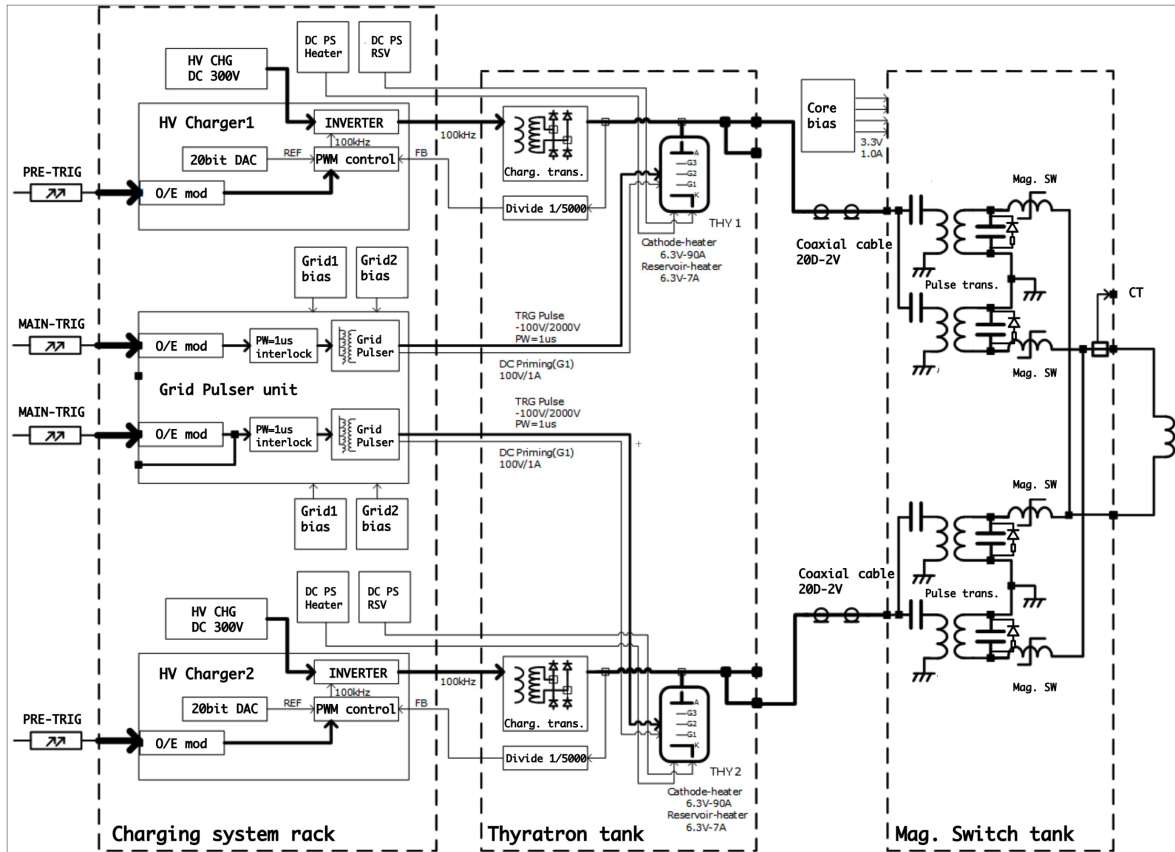 HV CHG
DC 300V
DC PS
Heater
DC PS
RSV
HV Charger1
INVERTER
100kHz
20bit DAC
REF
PWM control
FB
PRE-TRIG
O/E mod
100kHz
Charg. trans.
Divide 1/5000
A
G3
G2
G1
K
THY 1
Cathode-heater
6.3V-90A
Reservoir-heater
6.3V-7A
Core
bias
3.3V
1.0A
Coaxial cable
20D-2V
Mag. SW
Pulse trans.
Mag. SW
CT
Grid1
bias
Grid2
bias
MAIN-TRIG
O/E mod
PW=1us
interlock
Grid
Pulser
TRG Pulse
-100V/2000V
PW=1us
DC Priming(G1)
100V/1A
Grid Pulser unit
MAIN-TRIG
O/E mod
PW=1us
interlock
Grid
Pulser
TRG Pulse
-100V/2000V
PW=1us
DC Priming(G1)
100V/1A
Grid1
bias
Grid2
bias
Mag. SW
Coaxial cable
20D-2V
Pulse trans.
Mag. SW
HV CHG
DC 300V
DC PS
Heater
DC PS
RSV
HV Charger2
INVERTER
100kHz
20bit DAC
REF
PWM control
FB
PRE-TRIG
O/E mod
100kHz
Charg. trans.
Divide 1/5000
A
G3
G2
G1
K
THY 2
Cathode-heater
6.3V-90A
Reservoir-heater
6.3V-7A
Charging system rack
Thyratron tank
Mag. Switch tank